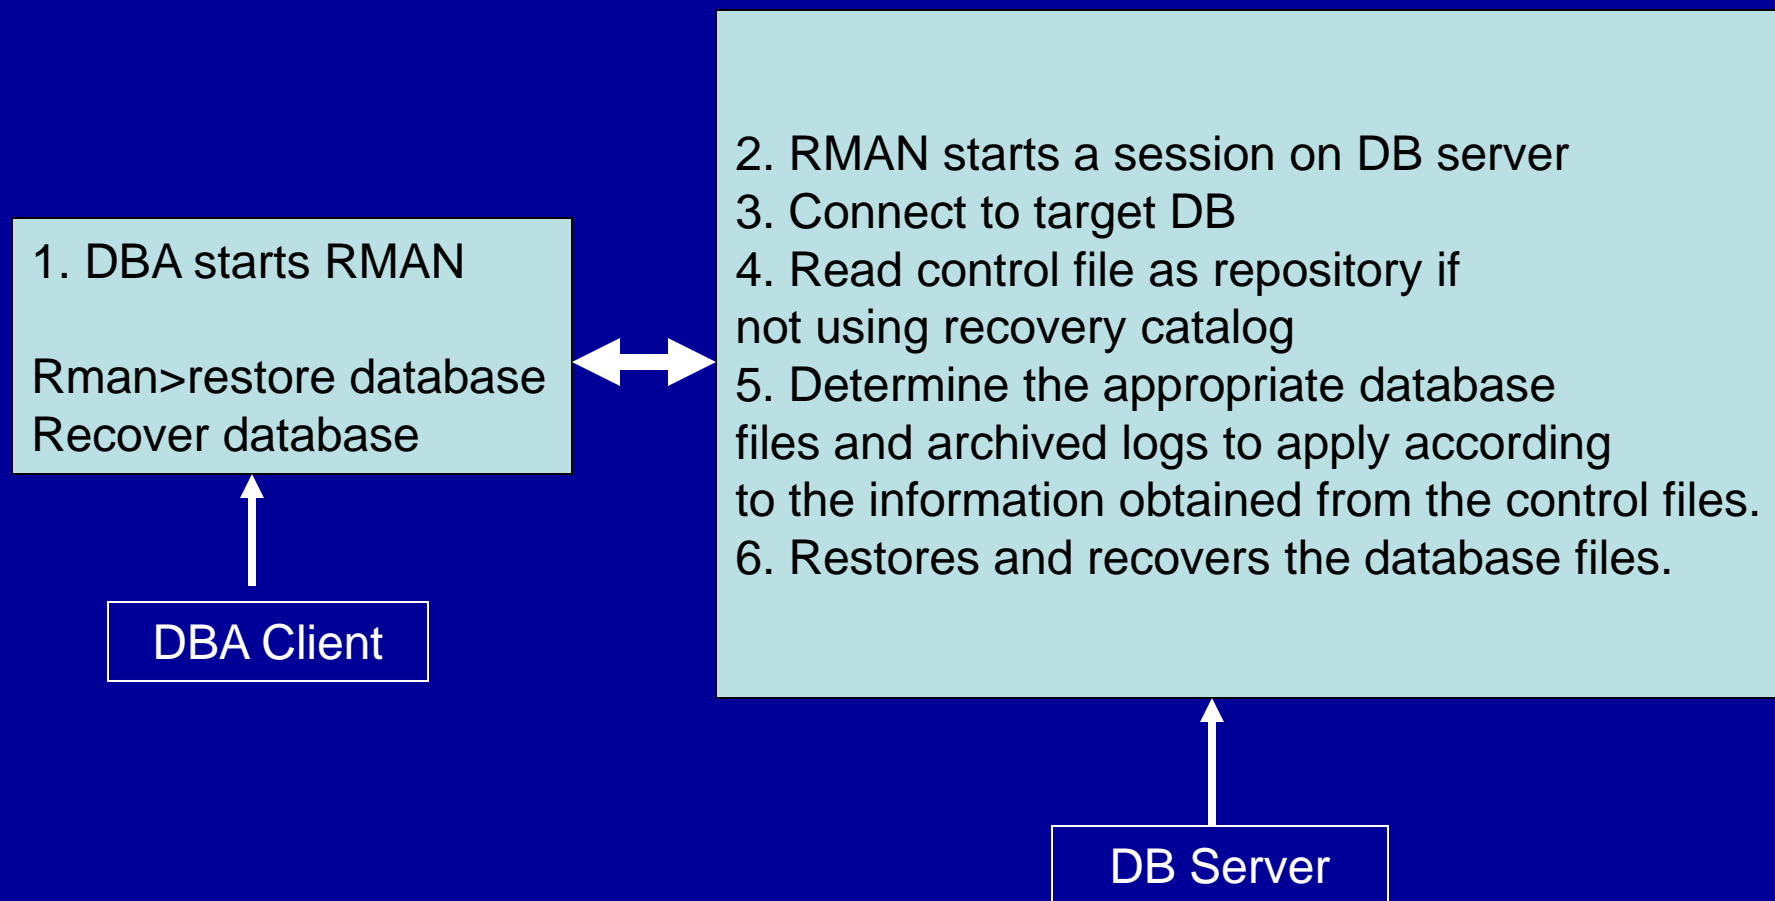 1. DBA starts RMAN
Rman>restore database
Recover database
DBA Client
2. RMAN starts a session on DB server
3. Connect to target DB
4. Read control file as repository if
not using recovery catalog
5. Determine the appropriate database
files and archived logs to apply according
to the information obtained from the control files.
6. Restores and recovers the database files.
DB Server